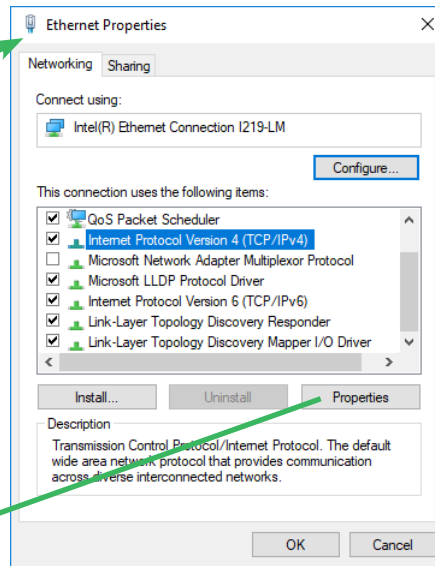 Ethernet Properties
Networking
Sharing
Connect using:
Intel(R) Ethernet Connection I219-LM
Configure...
This connection uses the following items:
QoS Packet Scheduler
Internet Protocol Version 4 (TCP/IPv4)
Microsoft Network Adapter Multiplexor Protocol
Microsoft LLDP Protocol Driver
Internet Protocol Version 6 (TCP/IPv6)
Link-Layer Topology Discovery Responder
Link-Layer Topology Discovery Mapper I/O Driver
Install...
Uninstall
Properties
Description
Transmission Control Protocol/Internet Protocol. The default
wide area network protocol that provides communication
across diverse interconnected networks.
OK
Cancel